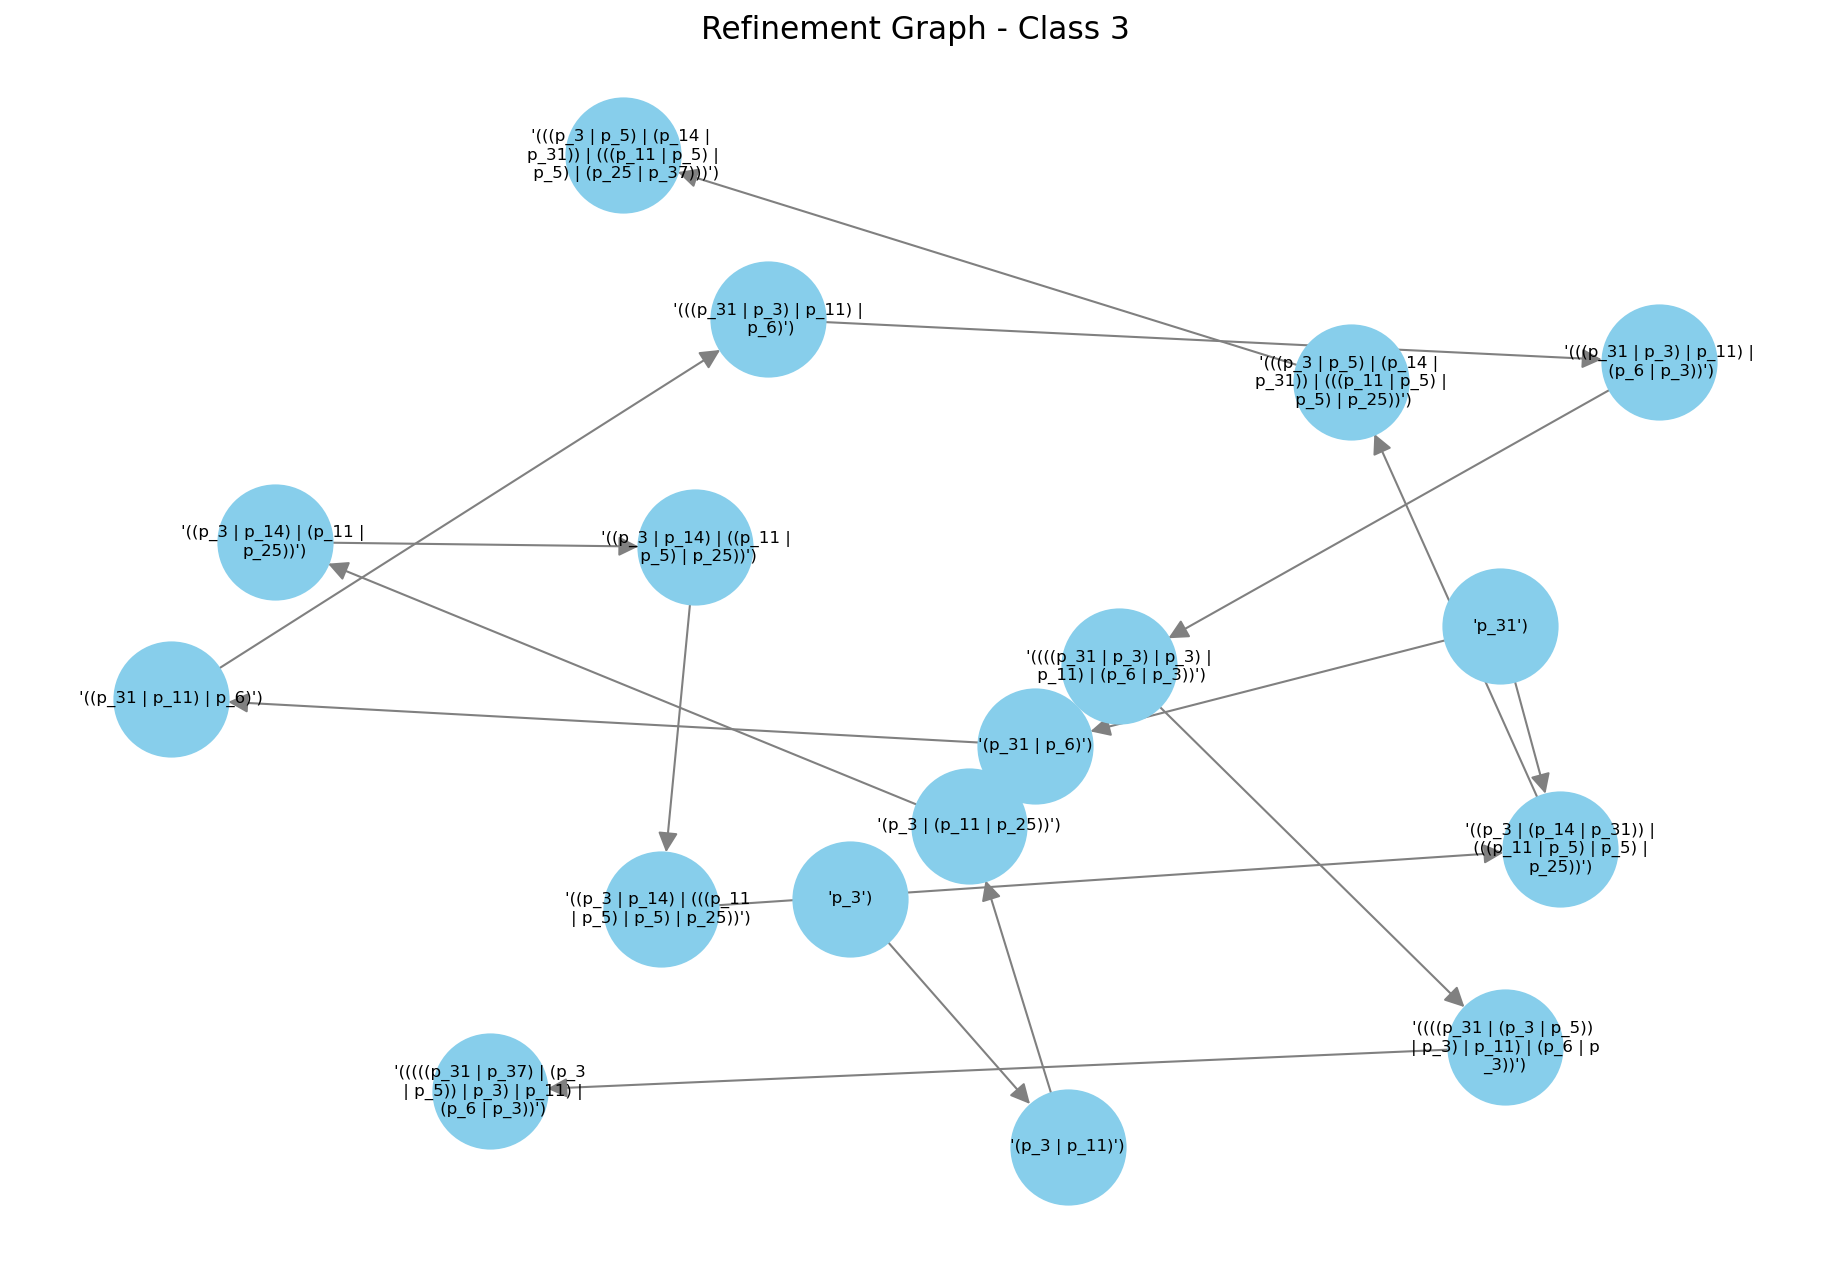 Refinement Graph - Class 3
'(((p_3 | p_5) | (p_14 |
p_31)) | (((p_11 | p_5) |
p_5) | (p_25 | p_37)))')
'(((p_31 | p_3) | p_11) |
p_6)')
'(((p_31 | p_3) | p_11) |
(p_6 | p_3))')
'(((p_3 | p_5) | (p_14 |
p_31)) | (((p_11 | p_5) |
p_5) | p_25))')
'((p_3 | p_14) | (p_11 |
p_25))')
'((p_3 | p_14) | ((p_11 |
p_5) | p_25))')
'p_31')
'((((p_31 | p_3) | p_3) |
p_11) | (p_6 | p_3))')
'((p_31 | p_11) | p_6)')
'(p_31 | p_6)')
'(p_3 | (p_11 | p_25))')
'((p_3 | (p_14 | p_31)) |
(((p_11 | p_5) | p_5) |
p_25))')
'((p_3 | p_14) | (((p_11
| p_5) | p_5) | p_25))')
'p_3')
'((((p_31 | (p_3 | p_5))
| p_3) | p_11) | (p_6 | p
_3))')
'(((((p_31 | p_37) | (p_3
| p_5)) | p_3) | p_11) |
(p_6 | p_3))')
'(p_3 | p_11)')